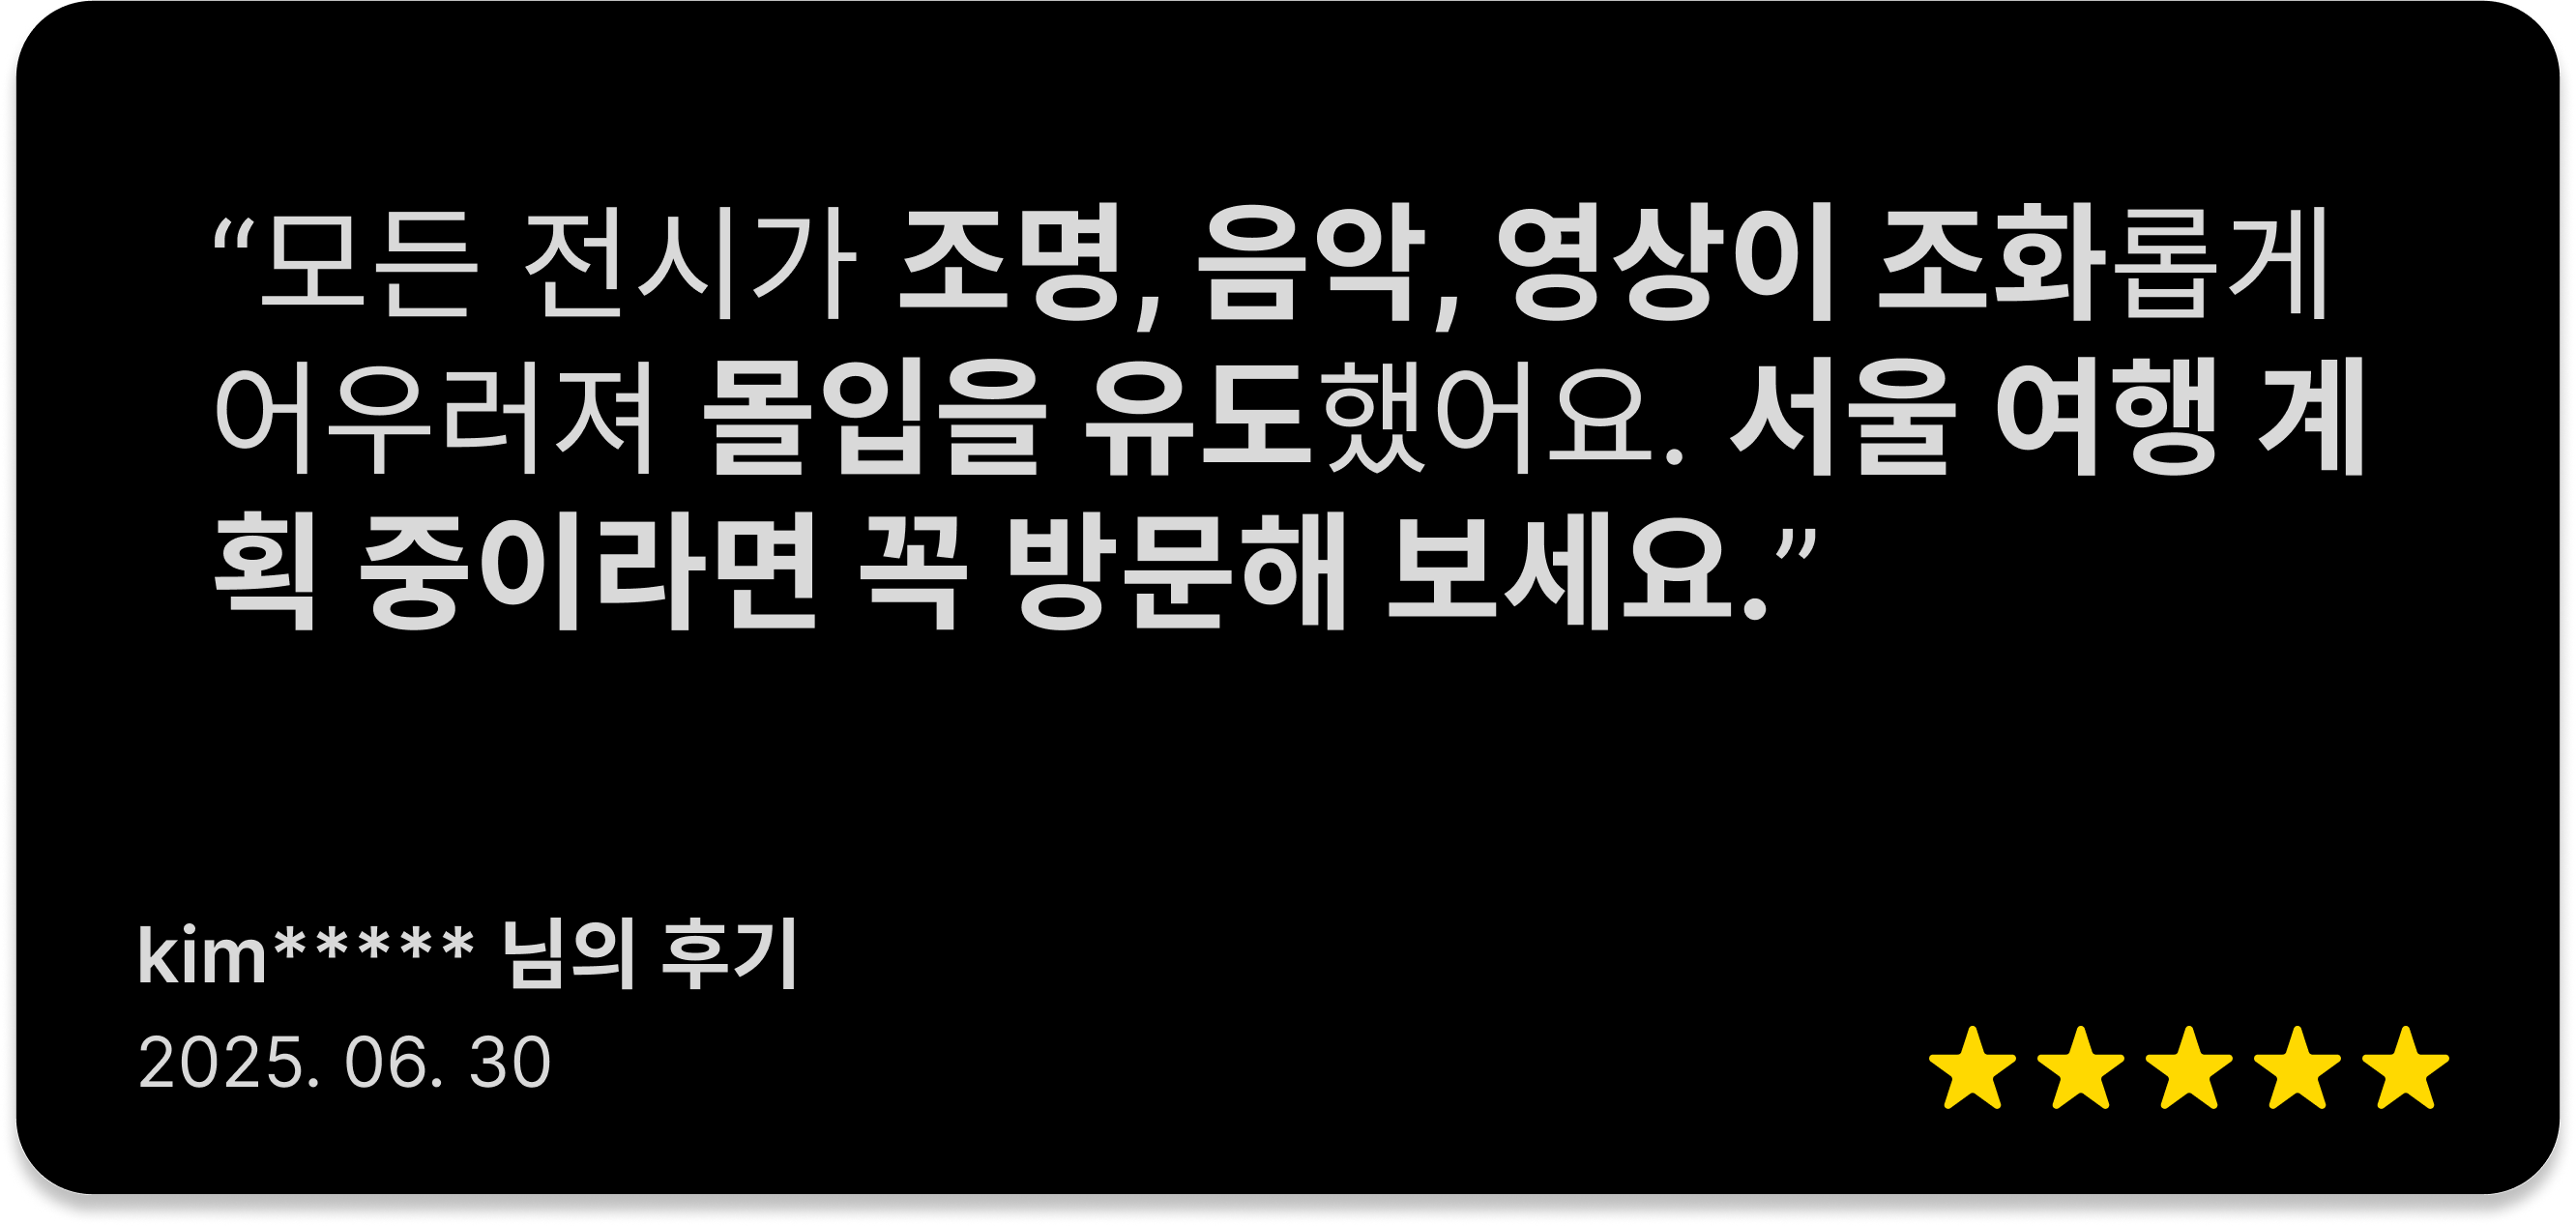 “모든 전시가 조명, 음악, 영상이 조화롭게
어우러져 몰입을 유도했어요. 서울 여행 계
획 중이라면 꼭 방문해 보세요.”
kim***** 님의 후기
2025. 06. 30